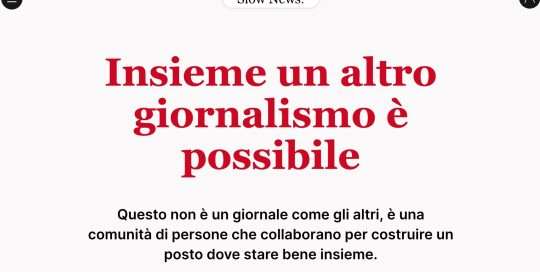 Slow News.
Insieme un altro
giornalismo è
possibile
Questo non è un giornale come gli altri, è una
comunità di persone che collaborano per costruire un
posto dove stare bene insieme.